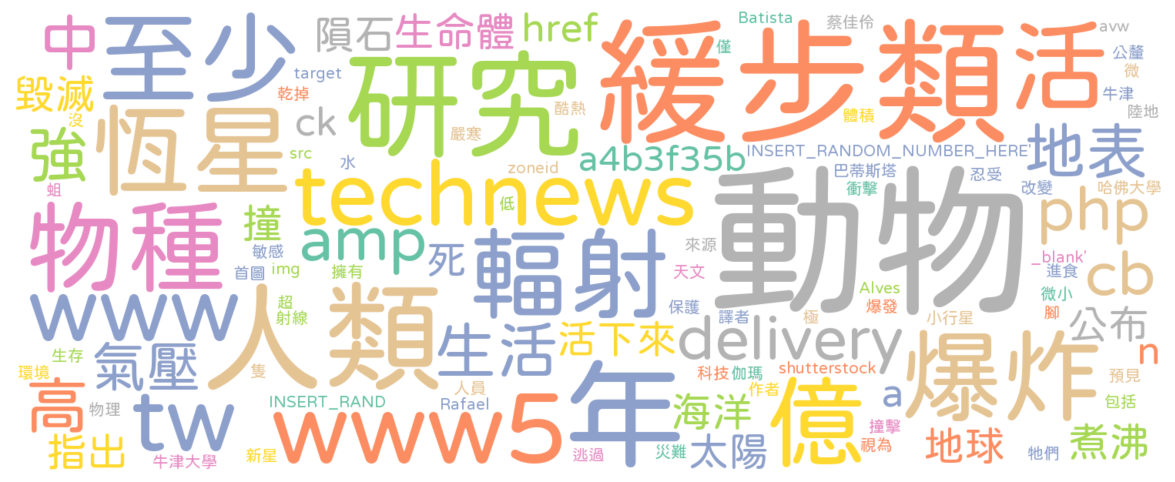 中
至少
隕石
生命體
href
緩步類
Batista
蔡佳伶
活
avw
公釐
微
毀滅
target
乾掉
沒
恆星
研究
ck
嚴寒
酷熱
僅
體積
牛津
陸地
強
src
水
zoneid
a4b3f35b
INSERT_RANDOM_NUMBER_HERE'
地表
蛆
technews
低
巴蒂斯塔
衝擊
忍受
改變
哈佛大學
物種
撞
敏感
amp
死
輻射
來源
動物
php
首圖
img
擁有
天文
_blank'
進食
cb
www
超
射線
人類
保護
譯者
Alves
爆發
極
小行星
微小
腳
公布
生存
氣壓
生活
活下來
delivery
爆炸
n
環境
隻
人員
科技
伽瑪
shutterstock
預見
高
物理
tw
INSERT_RAND
Rafael
www
5
年
作者
億
a
包括
海洋
撞擊
指出
牛津大學
新星
逃過
災難
太陽
視為
地球
牠們
煮沸